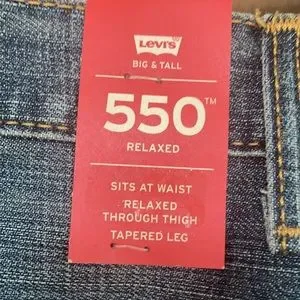 Levi's
BIG & TALL
550™
RELAXED
SITS AT WAIST
RELAXED
THROUGH THIGH
TAPERED LEG